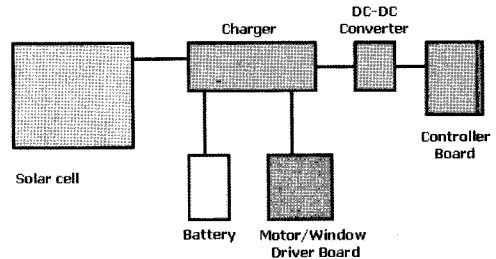 DC-DC
Converter
Charger
Controller
Board
Solar cell
Battery
Motor/Window
Driver Board